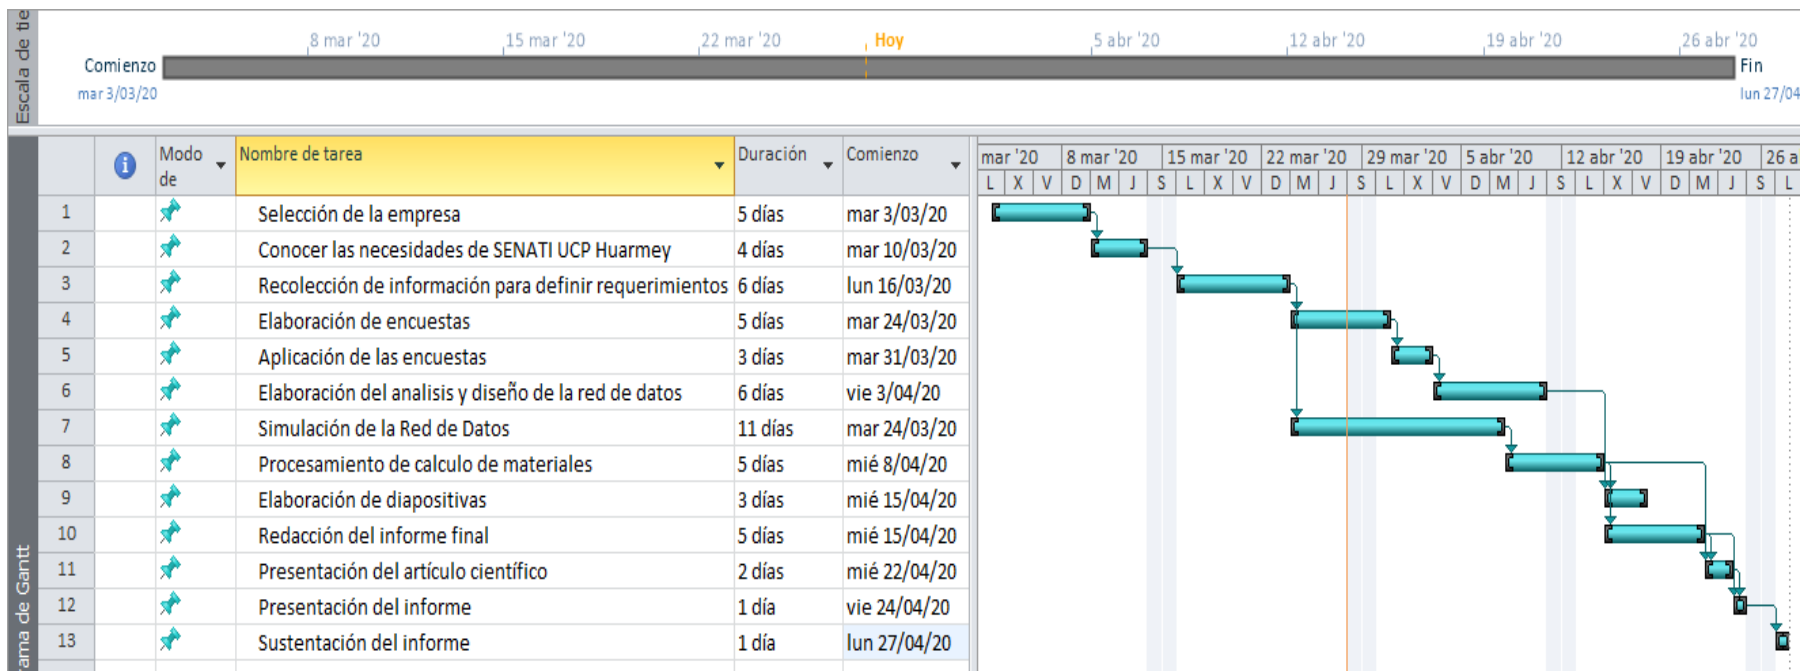 Escala de tie
8 mar '20 15 mar '20 22 mar '20 Hoy 5 abr '20 12 abr '20 19 abr '20 26 abr '20
Comienzo Fin
mar 3/03/20 lun 27/04
Modo de Nombre de tarea Duración Comienzo
mar '20 8 mar '20 15 mar '20 22 mar '20 29 mar '20 5 abr '20 12 abr '20 19 abr '20 26 a
L X V D M J S L X V D M J S L X V D M J S L X V D M J S L
1 Selección de la empresa 5 días mar 3/03/20
2 Conocer las necesidades de SENATI UCP Huarmey 4 días mar 10/03/20
3 Recolección de información para definir requerimientos 6 días lun 16/03/20
4 Elaboración de encuestas 5 días mar 24/03/20
5 Aplicación de las encuestas 3 días mar 31/03/20
6 Elaboración del analisis y diseño de la red de datos 6 días vie 3/04/20
7 Simulación de la Red de Datos 11 días mar 24/03/20
8 Procesamiento de calculo de materiales 5 días mié 8/04/20
9 Elaboración de diapositivas 3 días mié 15/04/20
10 Redacción del informe final 5 días mié 15/04/20
11 Presentación del artículo científico 2 días mié 22/04/20
12 Presentación del informe 1 día vie 24/04/20
13 Sustentación del informe 1 día lun 27/04/20
ama de Gantt